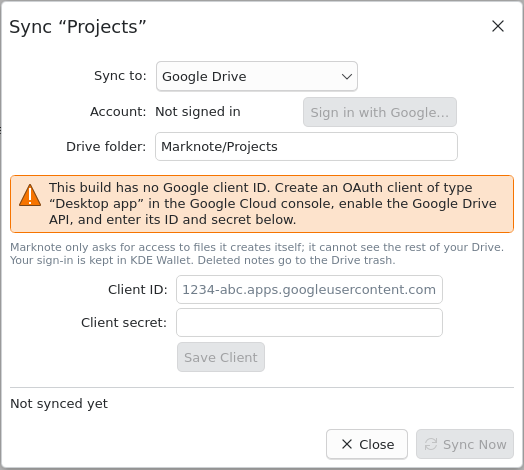 Sync “Projects”
Sync to: Google Drive
Account: Not signed in Sign in with Google...
Drive folder: Marknote/Projects
This build has no Google client ID. Create an OAuth client of type
“Desktop app” in the Google Cloud console, enable the Google Drive
API, and enter its ID and secret below.
Marknote only asks for access to files it creates itself; it cannot see the rest of your Drive.
Your sign-in is kept in KDE Wallet. Deleted notes go to the Drive trash.
Client ID: 1234-abc.apps.googleusercontent.com
Client secret:
Save Client
Not synced yet
Close Sync Now